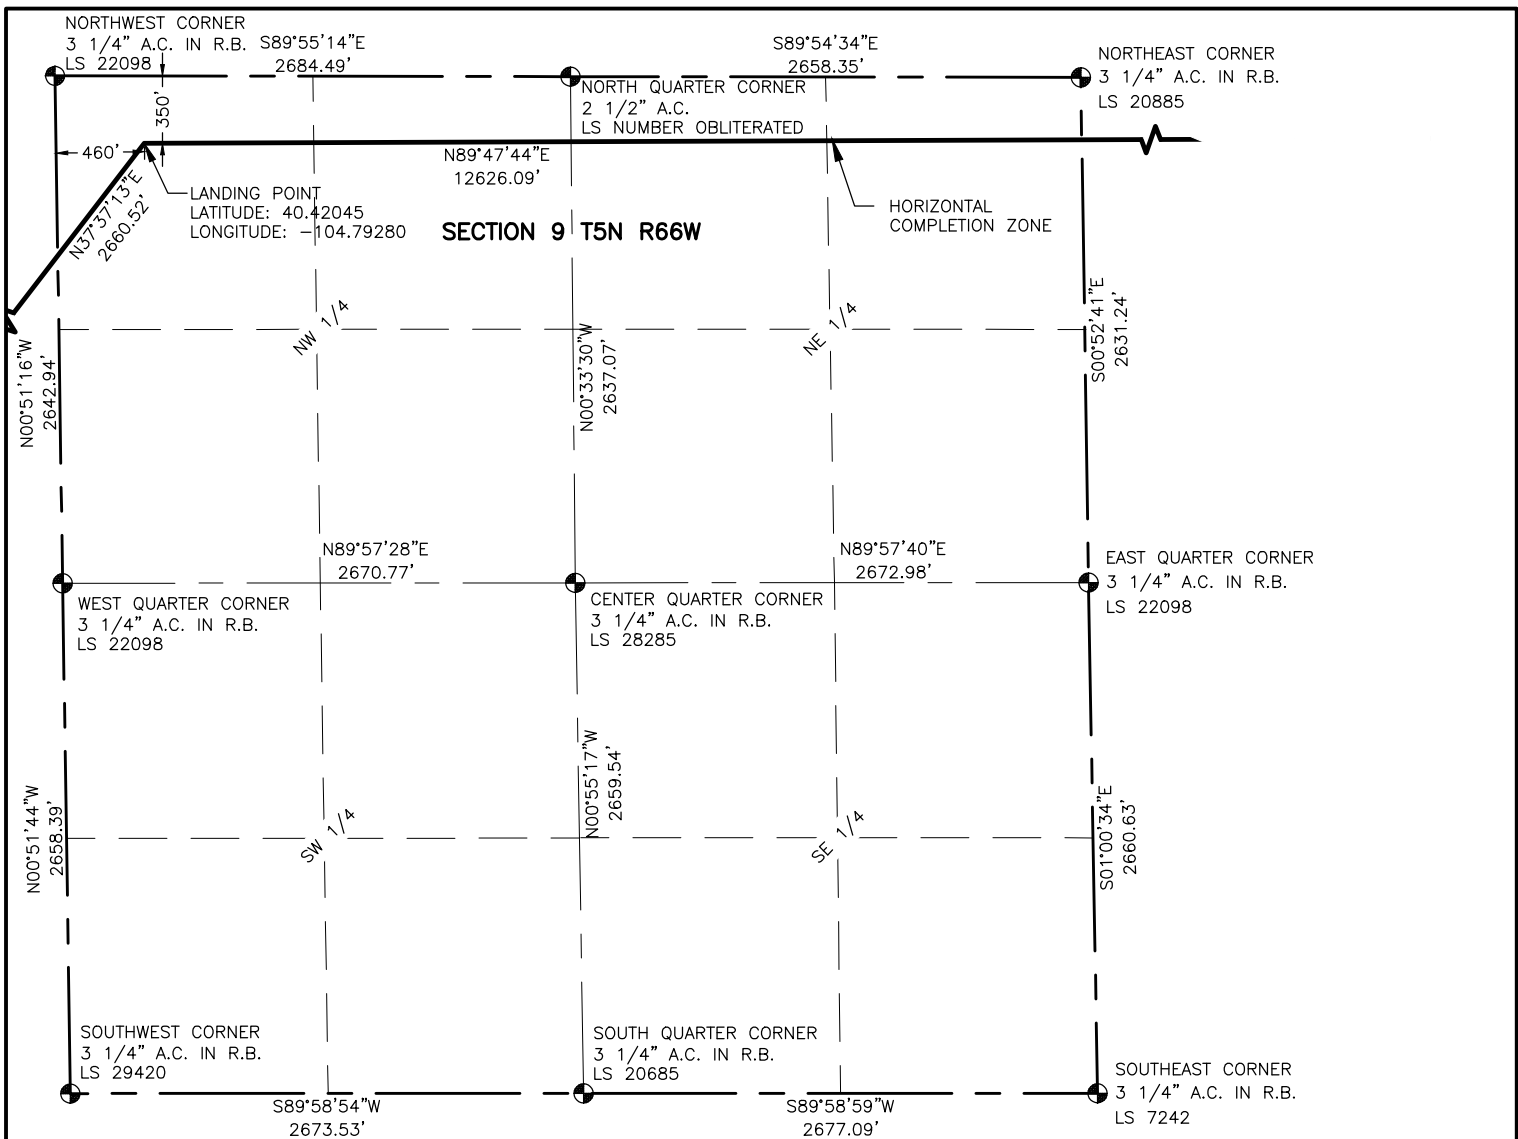 NORTHWEST CORNER
3 1/4" A.C. IN R.B.
LS 22098
S89°55'14"E
2684.49'
S89°54'34"E
2658.35'
NORTHEAST CORNER
3 1/4" A.C. IN R.B.
LS 20885
NORTH QUARTER CORNER
2 1/2" A.C.
LS NUMBER OBLITERATED
350'
460'
N89°47'44"E
12626.09'
N37°37'13"E
2660.52'
LANDING POINT
LATITUDE: 40.42045
LONGITUDE: -104.79280
SECTION 9 T5N R66W
HORIZONTAL
COMPLETION ZONE
NW 1/4
NE 1/4
N00°51'16"W
2642.94'
N00°33'30"W
2637.07'
S00°52'41"E
2631.24'
N89°57'28"E
2670.77'
N89°57'40"E
2672.98'
WEST QUARTER CORNER
3 1/4" A.C. IN R.B.
LS 22098
CENTER QUARTER CORNER
3 1/4" A.C. IN R.B.
LS 28285
EAST QUARTER CORNER
3 1/4" A.C. IN R.B.
LS 22098
N00°51'44"W
2658.39'
SW 1/4
N00°55'17"W
2659.54'
SE 1/4
S01°00'34"E
2660.63'
SOUTHWEST CORNER
3 1/4" A.C. IN R.B.
LS 29420
SOUTH QUARTER CORNER
3 1/4" A.C. IN R.B.
LS 20685
SOUTHEAST CORNER
3 1/4" A.C. IN R.B.
LS 7242
S89°58'54"W
2673.53'
S89°58'59"W
2677.09'